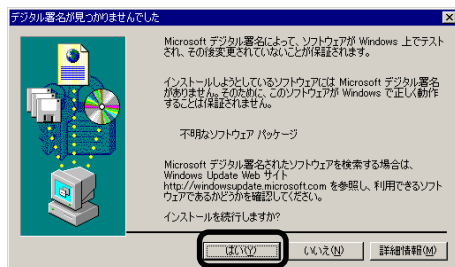 デジタル署名が見つかりませんでした
Microsoft デジタル署名によって、ソフトウェアが Windows 上でテスト
され、その後変更されていないことが保証されます。
インストールしようとしているソフトウェアには Microsoft デジタル署名
がありません。そのために、このソフトウェアが Windows で正しく動作
することは保証されません。
不明なソフトウェア パッケージ
Microsoft デジタル署名されたソフトウェアを検索する場合は、
Windows Update Web サイト
http://windowsupdate.microsoft.com を参照し、利用できるソフト
ウェアであるかどうかを確認してください。
インストールを続行しますか?
はい(Y) いいえ(N) 詳細情報(M)